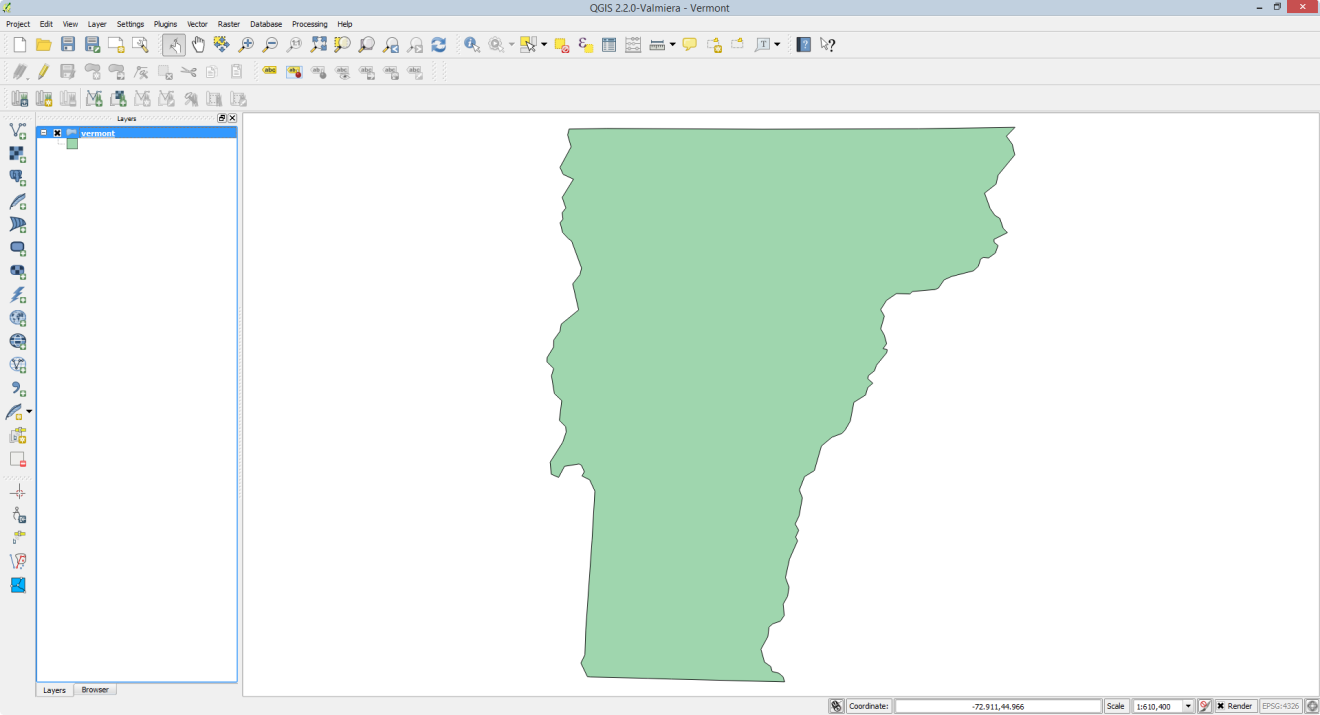 QGIS 2.2.0-Valmiera - Vermont
Project Edit View Layer Settings Plugins Vector Raster Database Processing Help
Layers
vermont
Layers Browser
Coordinate: -72.911,44.966 Scale 1:610,400 Render EPSG:4326